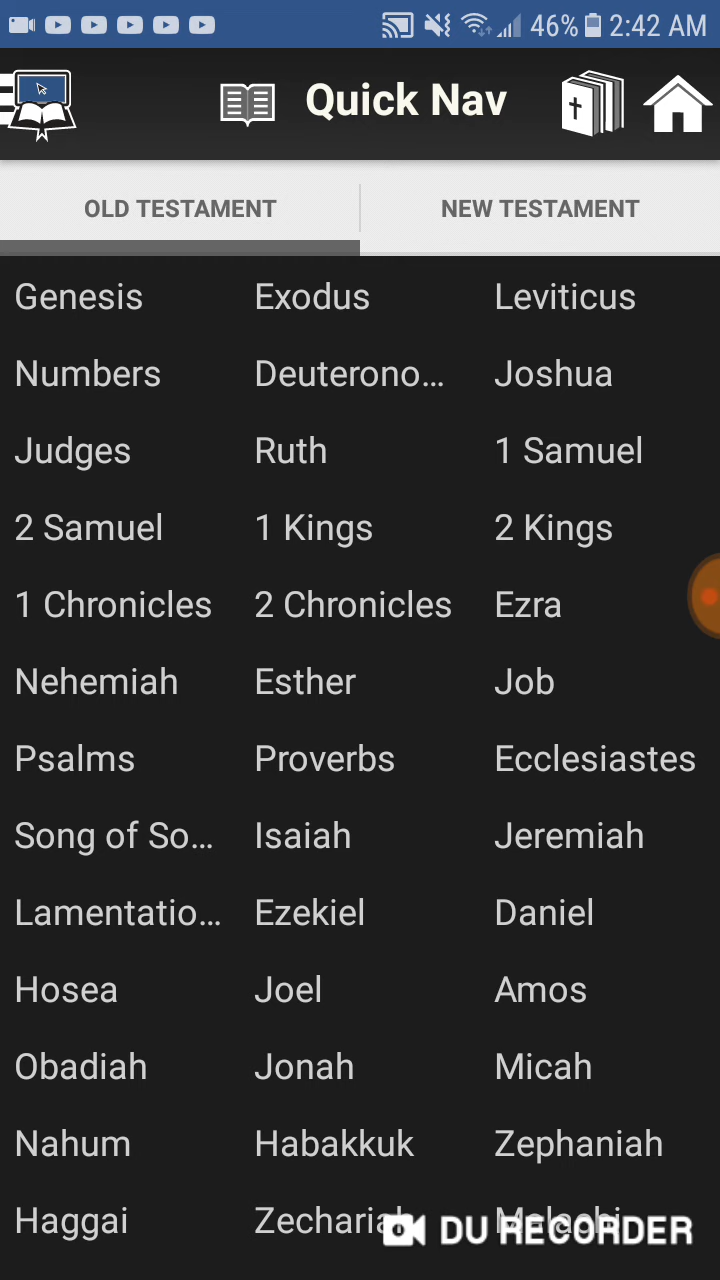 46% 2:42 AM
Quick Nav
OLD TESTAMENT NEW TESTAMENT
Genesis Exodus Leviticus
Numbers Deuterono... Joshua
Judges Ruth 1 Samuel
2 Samuel 1 Kings 2 Kings
1 Chronicles 2 Chronicles Ezra
Nehemiah Esther Job
Psalms Proverbs Ecclesiastes
Song of So... Isaiah Jeremiah
Lamentatio... Ezekiel Daniel
Hosea Joel Amos
Obadiah Jonah Micah
Nahum Habakkuk Zephaniah
Haggai Zechariah Malachi
DU RECORDER